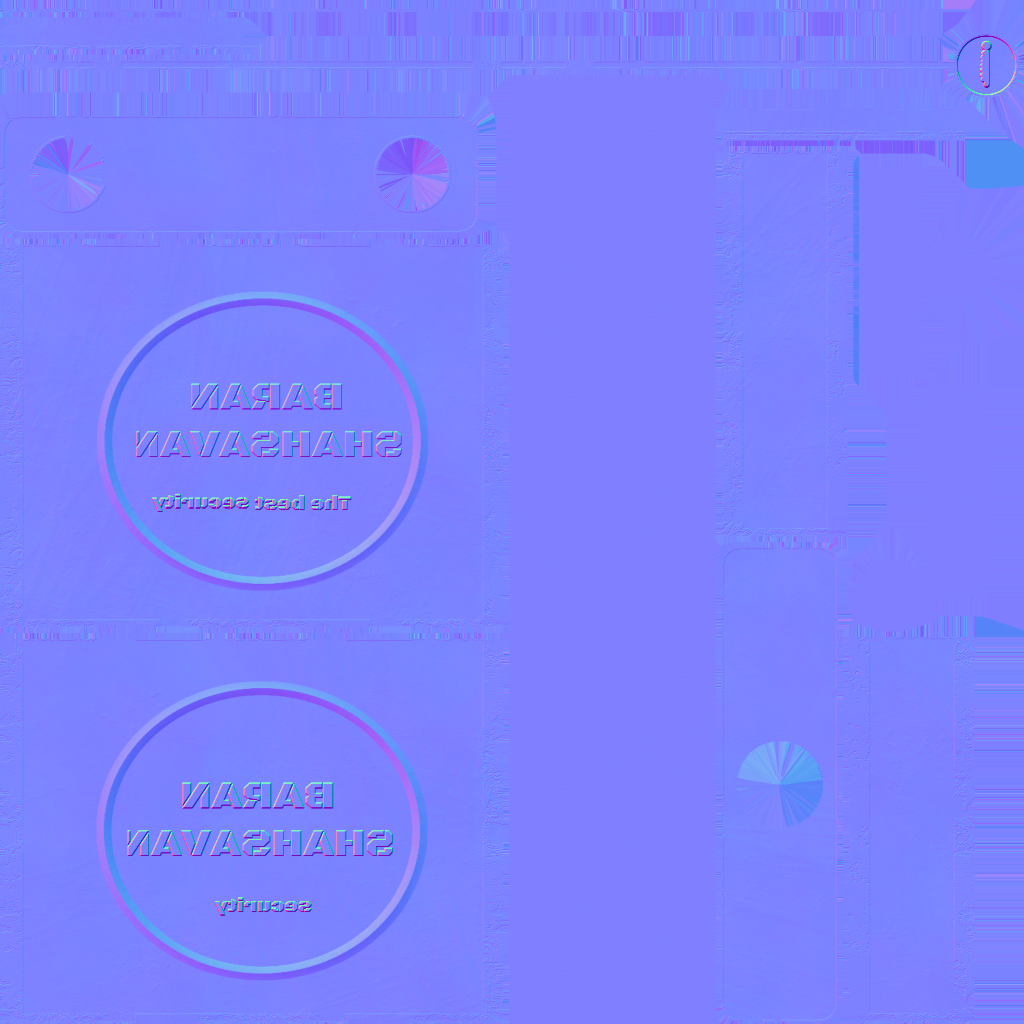 BARAN
SHAHSAVAN
The best security
BARAN
SHAHSAVAN
security